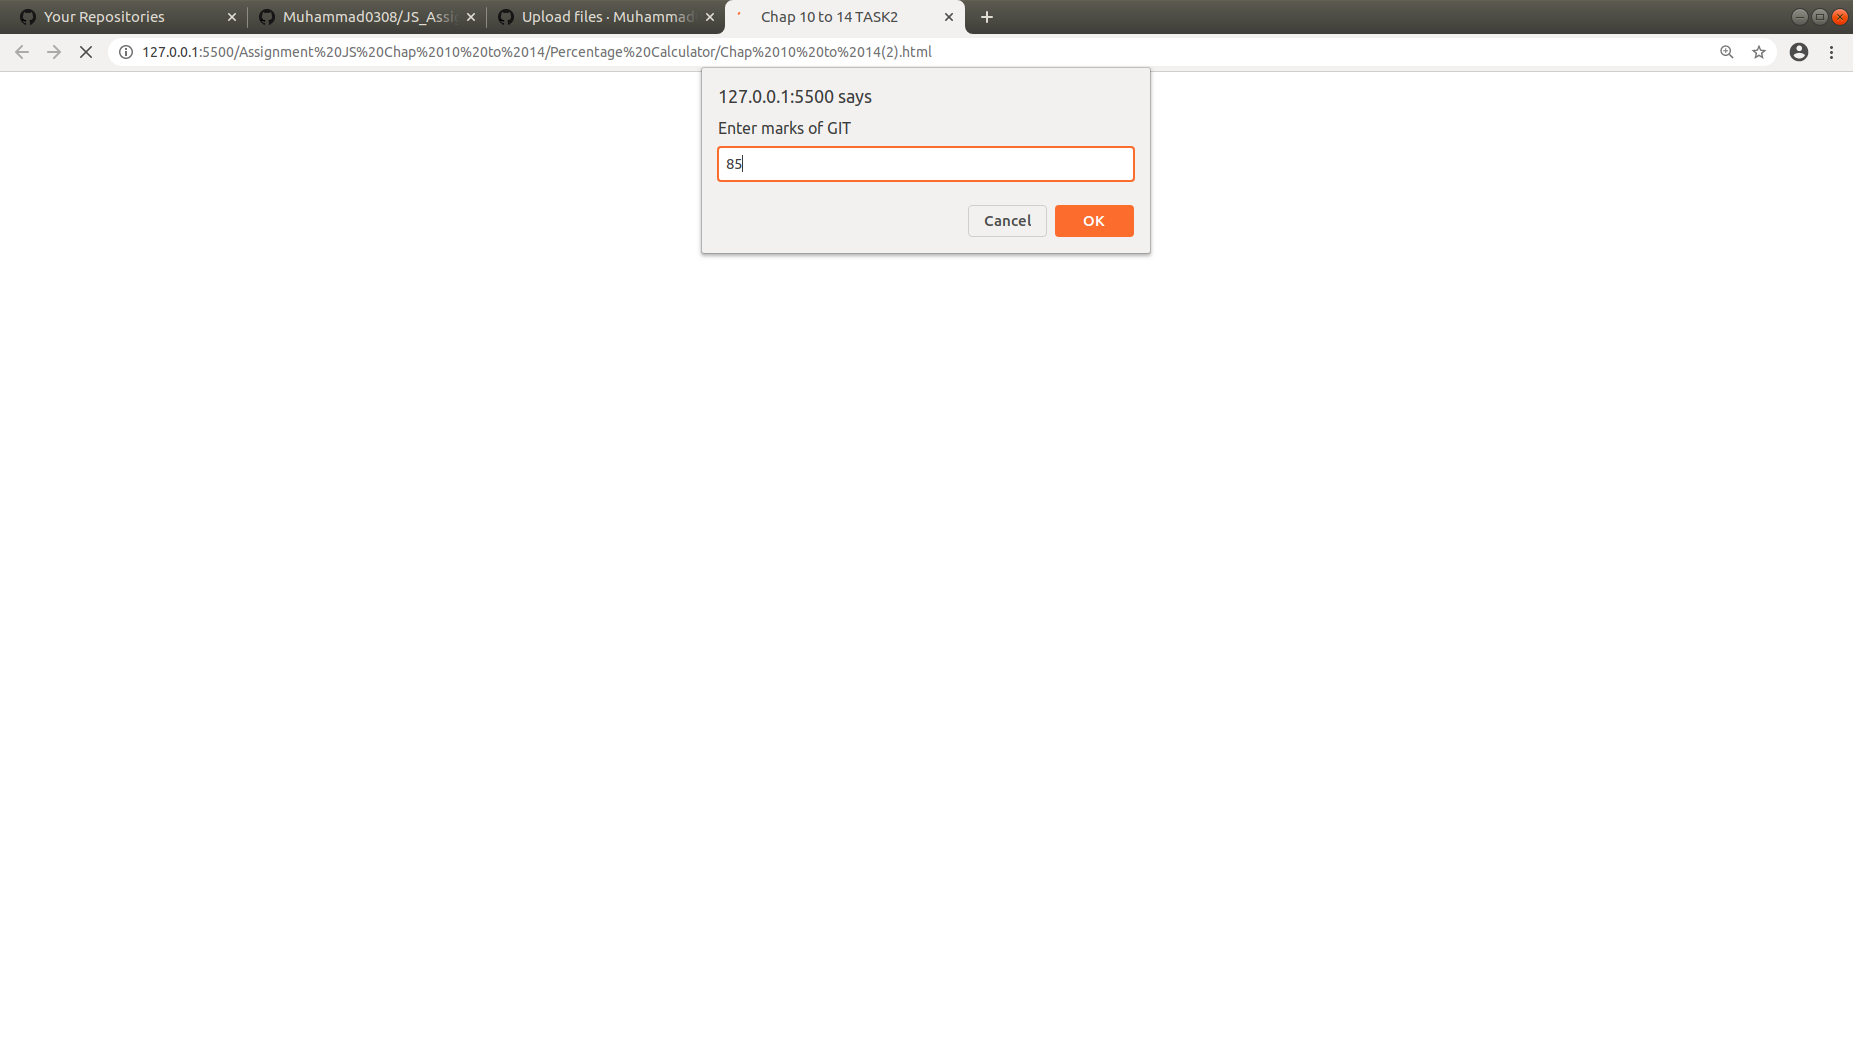 Your Repositories
Muhammad0308/JS_Assi
Upload files · Muhammad
Chap 10 to 14 TASK2
127.0.0.1:5500/Assignment%20JS%20Chap%2010%20to%2014/Percentage%20Calculator/Chap%2010%20to%2014(2).html
127.0.0.1:5500 says
Enter marks of GIT
85
Cancel
OK